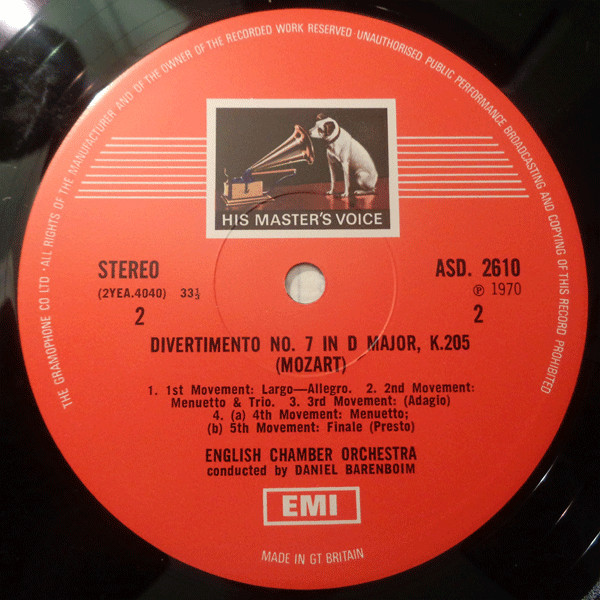 THE GRAMOPHONE CO LTD · ALL RIGHTS OF THE MANUFACTURER AND OF THE OWNER OF THE RECORDED WORK RESERVED · UNAUTHORISED PUBLIC PERFORMANCE BROADCASTING AND COPYING OF THIS RECORD PROHIBITED
HIS MASTER'S VOICE
STEREO
ASD. 2610
(2YEA.4040) 33⅓
℗ 1970
2
2
DIVERTIMENTO NO. 7 IN D MAJOR, K.205
(MOZART)
1. 1st Movement: Largo—Allegro. 2. 2nd Movement:
Menuetto & Trio. 3. 3rd Movement: (Adagio)
4. (a) 4th Movement: Menuetto;
(b) 5th Movement: Finale (Presto)
ENGLISH CHAMBER ORCHESTRA
conducted by DANIEL BARENBOIM
EMI
MADE IN GT BRITAIN